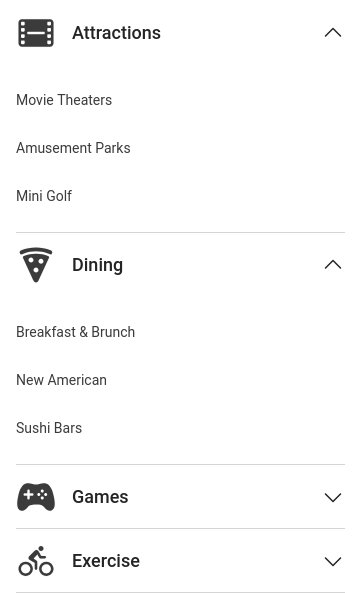 Attractions
Movie Theaters
Amusement Parks
Mini Golf
Dining
Breakfast & Brunch
New American
Sushi Bars
Games
Exercise